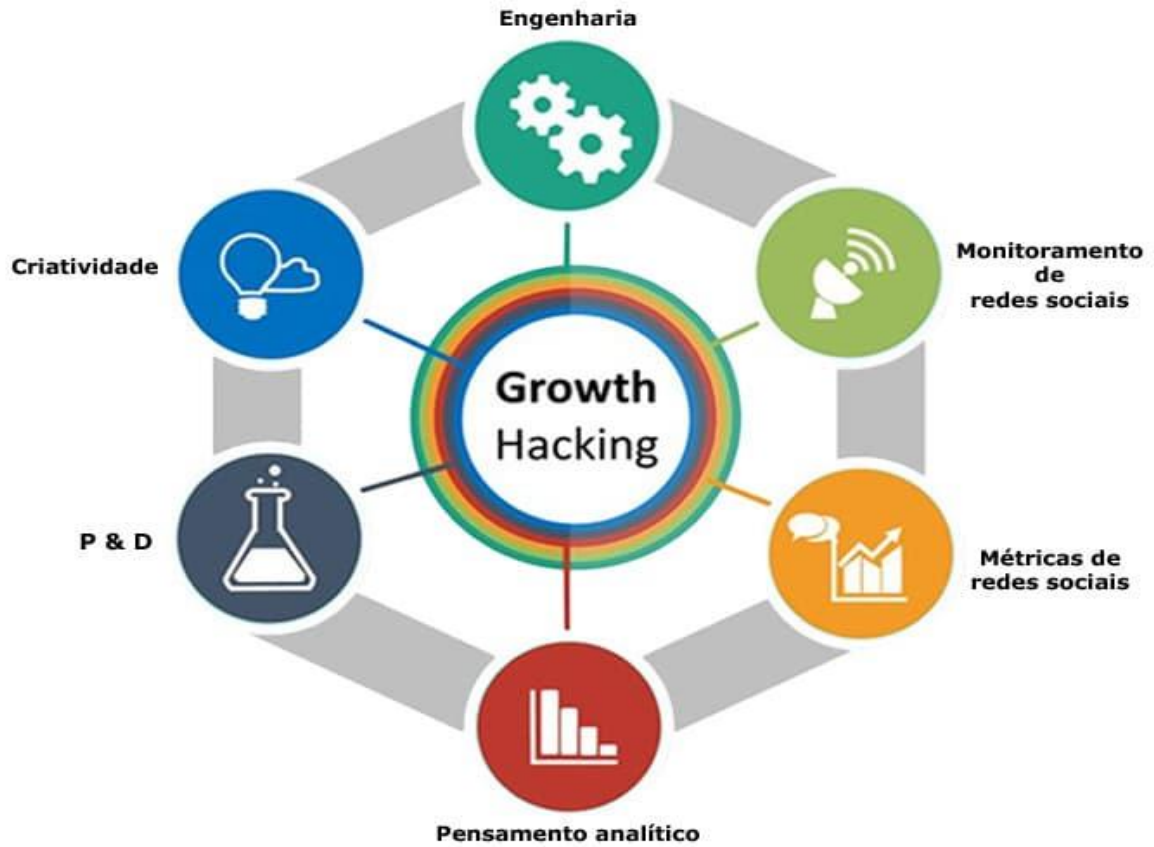 Engenharia
Criatividade
Monitoramento
de
redes sociais
Growth
Hacking
P & D
Métricas de
redes sociais
Pensamento analítico